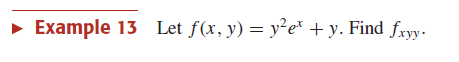 ► Example 13 Let f(x, y) = y²eˣ + y. Find fₓᵧᵧ.